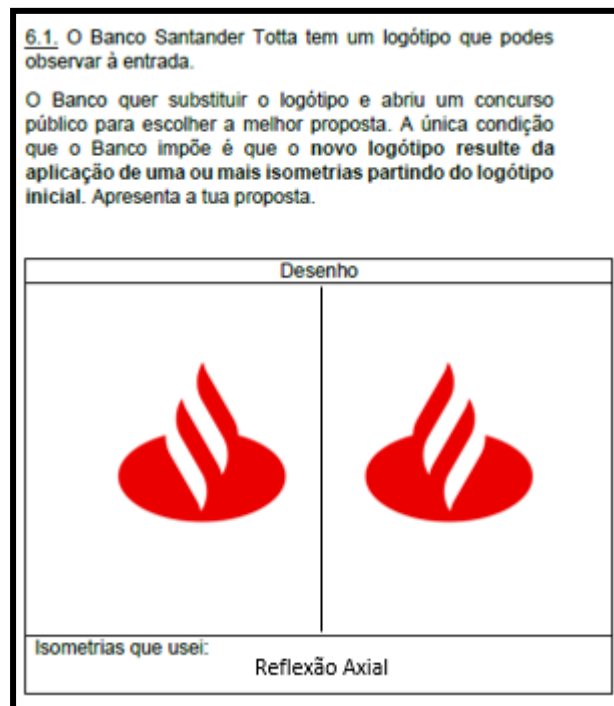 6.1. O Banco Santander Totta tem um logótipo que podes
observar à entrada.
O Banco quer substituir o logótipo e abriu um concurso
público para escolher a melhor proposta. A única condição
que o Banco impõe é que o novo logótipo resulte da
aplicação de uma ou mais isometrias partindo do logótipo
inicial. Apresenta a tua proposta.
Desenho
Isometrias que usei:
Reflexão Axial